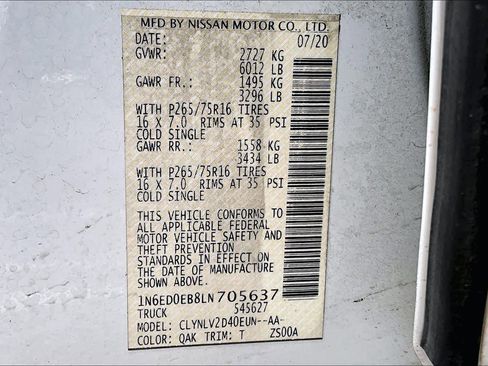 MFD BY NISSAN MOTOR CO., LTD.
DATE: 07/20
GVWR: 2727 KG
6012 LB
GAWR FR.: 1495 KG
3296 LB
WITH P265/75R16 TIRES
16 X 7.0 RIMS AT 35 PSI
COLD SINGLE
GAWR RR.: 1558 KG
3434 LB
WITH P265/75R16 TIRES
16 X 7.0 RIMS AT 35 PSI
COLD SINGLE
THIS VEHICLE CONFORMS TO
ALL APPLICABLE FEDERAL
MOTOR VEHICLE SAFETY AND
THEFT PREVENTION
STANDARDS IN EFFECT ON
THE DATE OF MANUFACTURE
SHOWN ABOVE.
1N6ED0EB8LN705637
TRUCK 545627
MODEL: CLYNLV2D40EUN--AA-
COLOR: QAK TRIM: T ZS00A